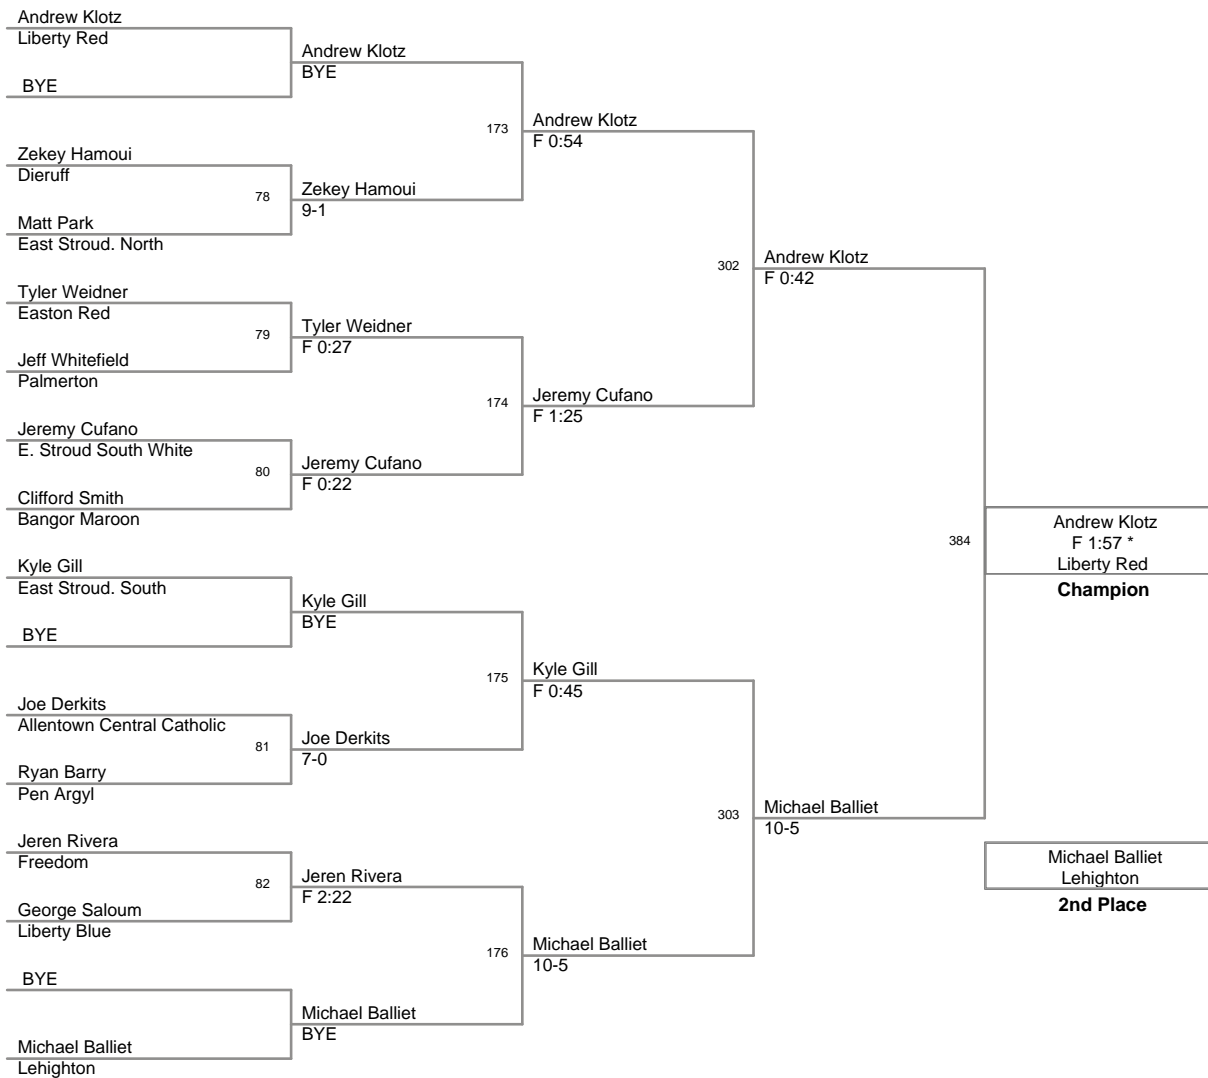 Andrew Klotz
Liberty Red
BYE
Zekey Hamoui
Dieruff
78
Matt Park
East Stroud. North
Tyler Weidner
Easton Red
79
Jeff Whitefield
Palmerton
Jeremy Cufano
E. Stroud South White
80
Clifford Smith
Bangor Maroon
Kyle Gill
East Stroud. South
BYE
Joe Derkits
Allentown Central Catholic
81
Ryan Barry
Pen Argyl
Jeren Rivera
Freedom
82
George Saloum
Liberty Blue
BYE
Michael Balliet
Lehighton
Andrew Klotz
BYE
173
Zekey Hamoui
9-1
Tyler Weidner
F 0:27
174
Jeremy Cufano
F 0:22
Kyle Gill
BYE
175
Joe Derkits
7-0
Jeren Rivera
F 2:22
176
Michael Balliet
BYE
Andrew Klotz
F 0:54
302
Jeremy Cufano
F 1:25
Kyle Gill
F 0:45
303
Michael Balliet
10-5
Andrew Klotz
F 0:42
384
Michael Balliet
10-5
Andrew Klotz
F 1:57 *
Liberty Red
Champion
Michael Balliet
Lehighton
2nd Place